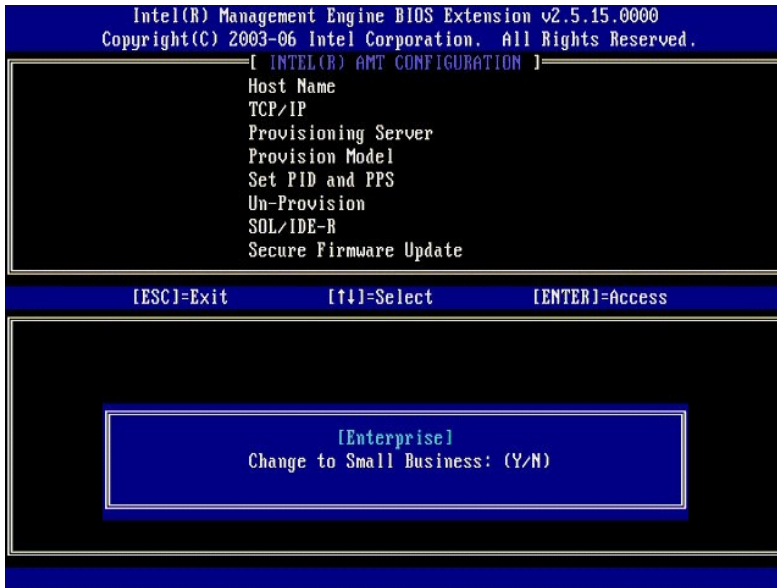 Intel(R) Management Engine BIOS Extension v2.5.15.0000
Copyright(C) 2003-06 Intel Corporation. All Rights Reserved.
[ INTEL(R) AMT CONFIGURATION ]
Host Name
TCP/IP
Provisioning Server
Provision Model
Set PID and PPS
Un-Provision
SOL/IDE-R
Secure Firmware Update
[ESC]=Exit [↑↓]=Select [ENTER]=Access
[Enterprise]
Change to Small Business: (Y/N)